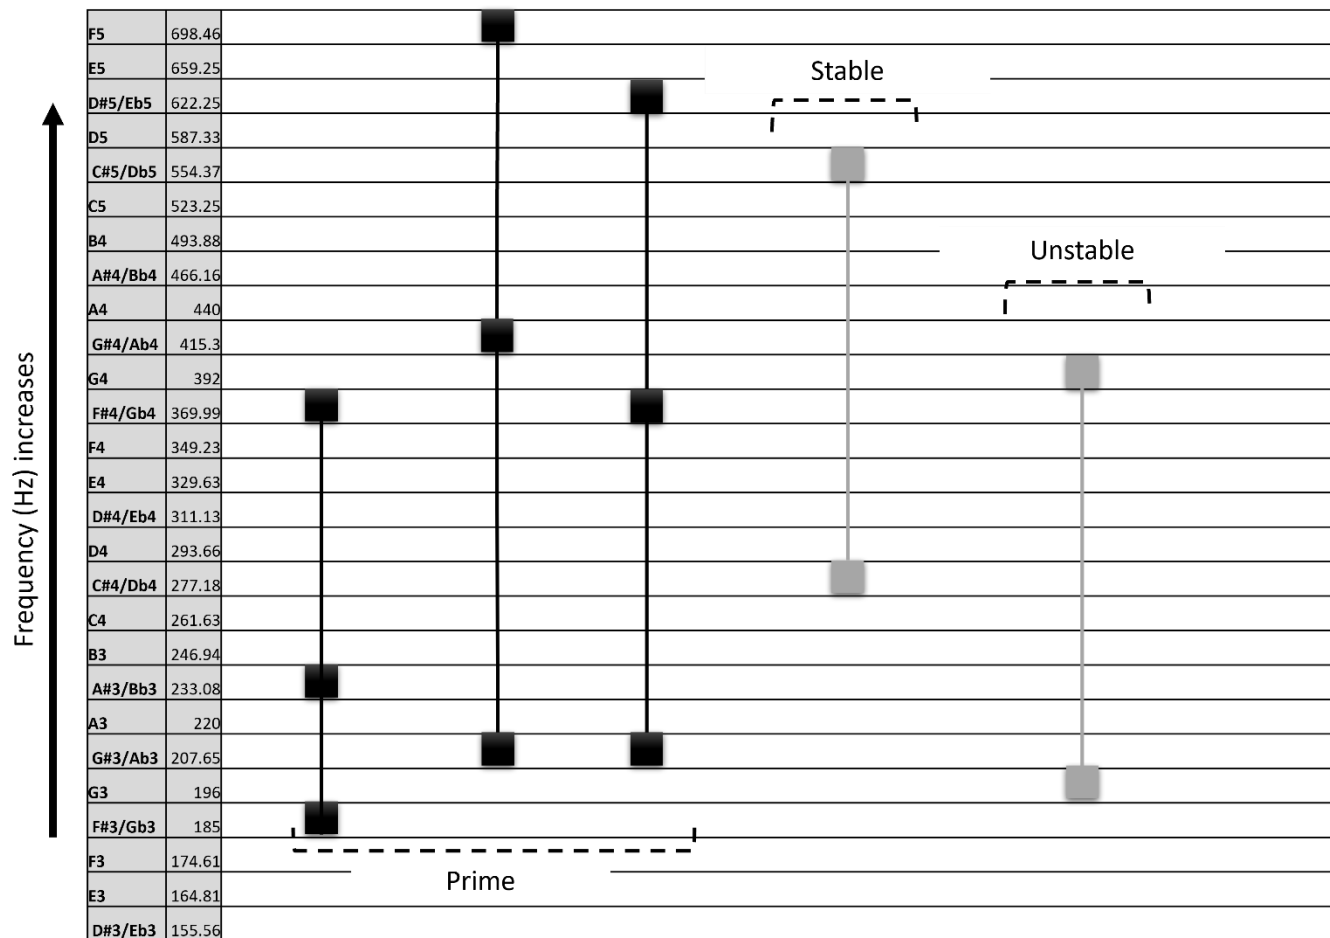 F5 698.46
E5 659.25
Stable
D#5/Eb5 622.25
D5 587.33
C#5/Db5 554.37
C5 523.25
B4 493.88
Unstable
A#4/Bb4 466.16
A4 440
G#4/Ab4 415.3
G4 392
F#4/Gb4 369.99
F4 349.23
E4 329.63
D#4/Eb4 311.13
D4 293.66
C#4/Db4 277.18
C4 261.63
B3 246.94
A#3/Bb3 233.08
A3 220
G#3/Ab3 207.65
G3 196
F#3/Gb3 185
F3 174.61
Prime
E3 164.81
D#3/Eb3 155.56
Frequency (Hz) increases